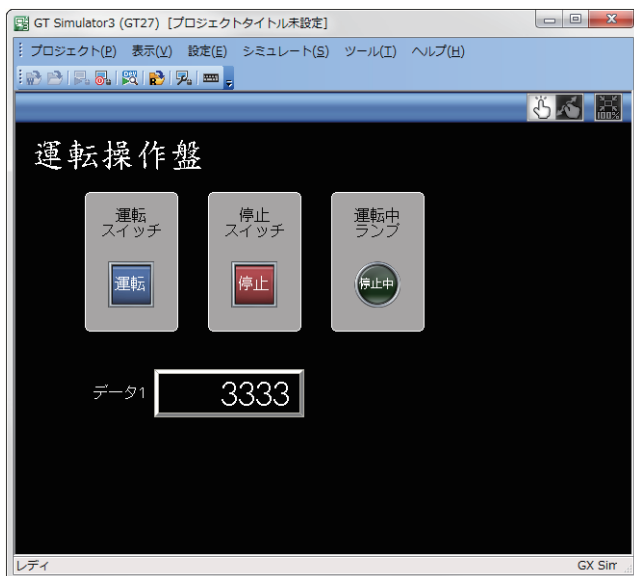 GT Simulator3 (GT27) [プロジェクトタイトル未設定]
プロジェクト(P) 表示(V) 設定(E) シミュレート(S) ツール(T) ヘルプ(H)
100%
運転操作盤
運転
スイッチ
停止
スイッチ
運転中
ランプ
運転
停止
停止中
データ1
3333
レディ
GX Sim